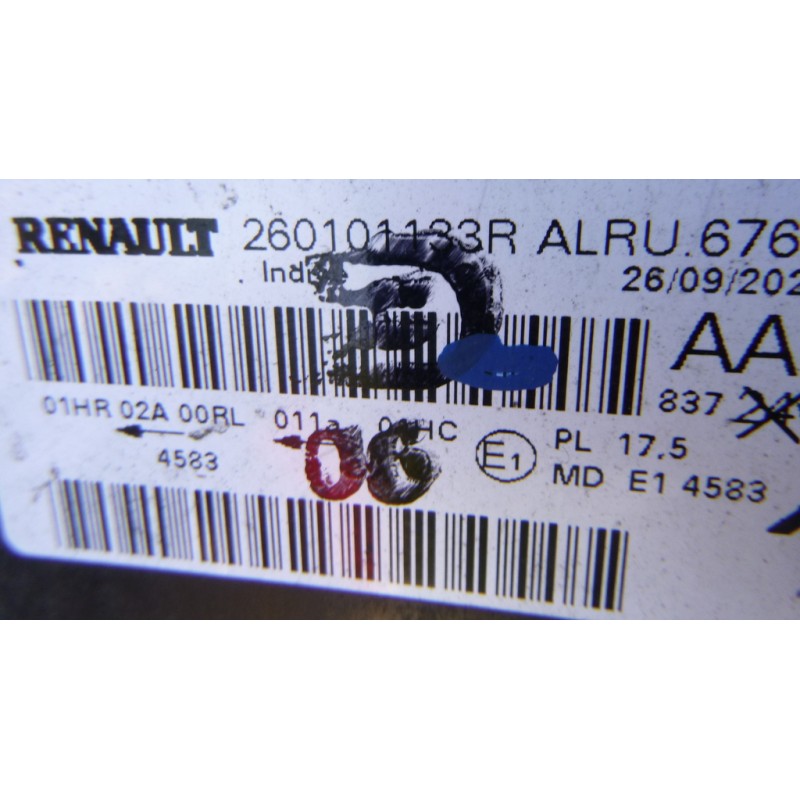 RENAULT 260101133R ALRU.676
26/09/202
AA
837
01HR 02A 00RL 011a 01HC E1 PL 17,5
4583 06 MD E1 4583